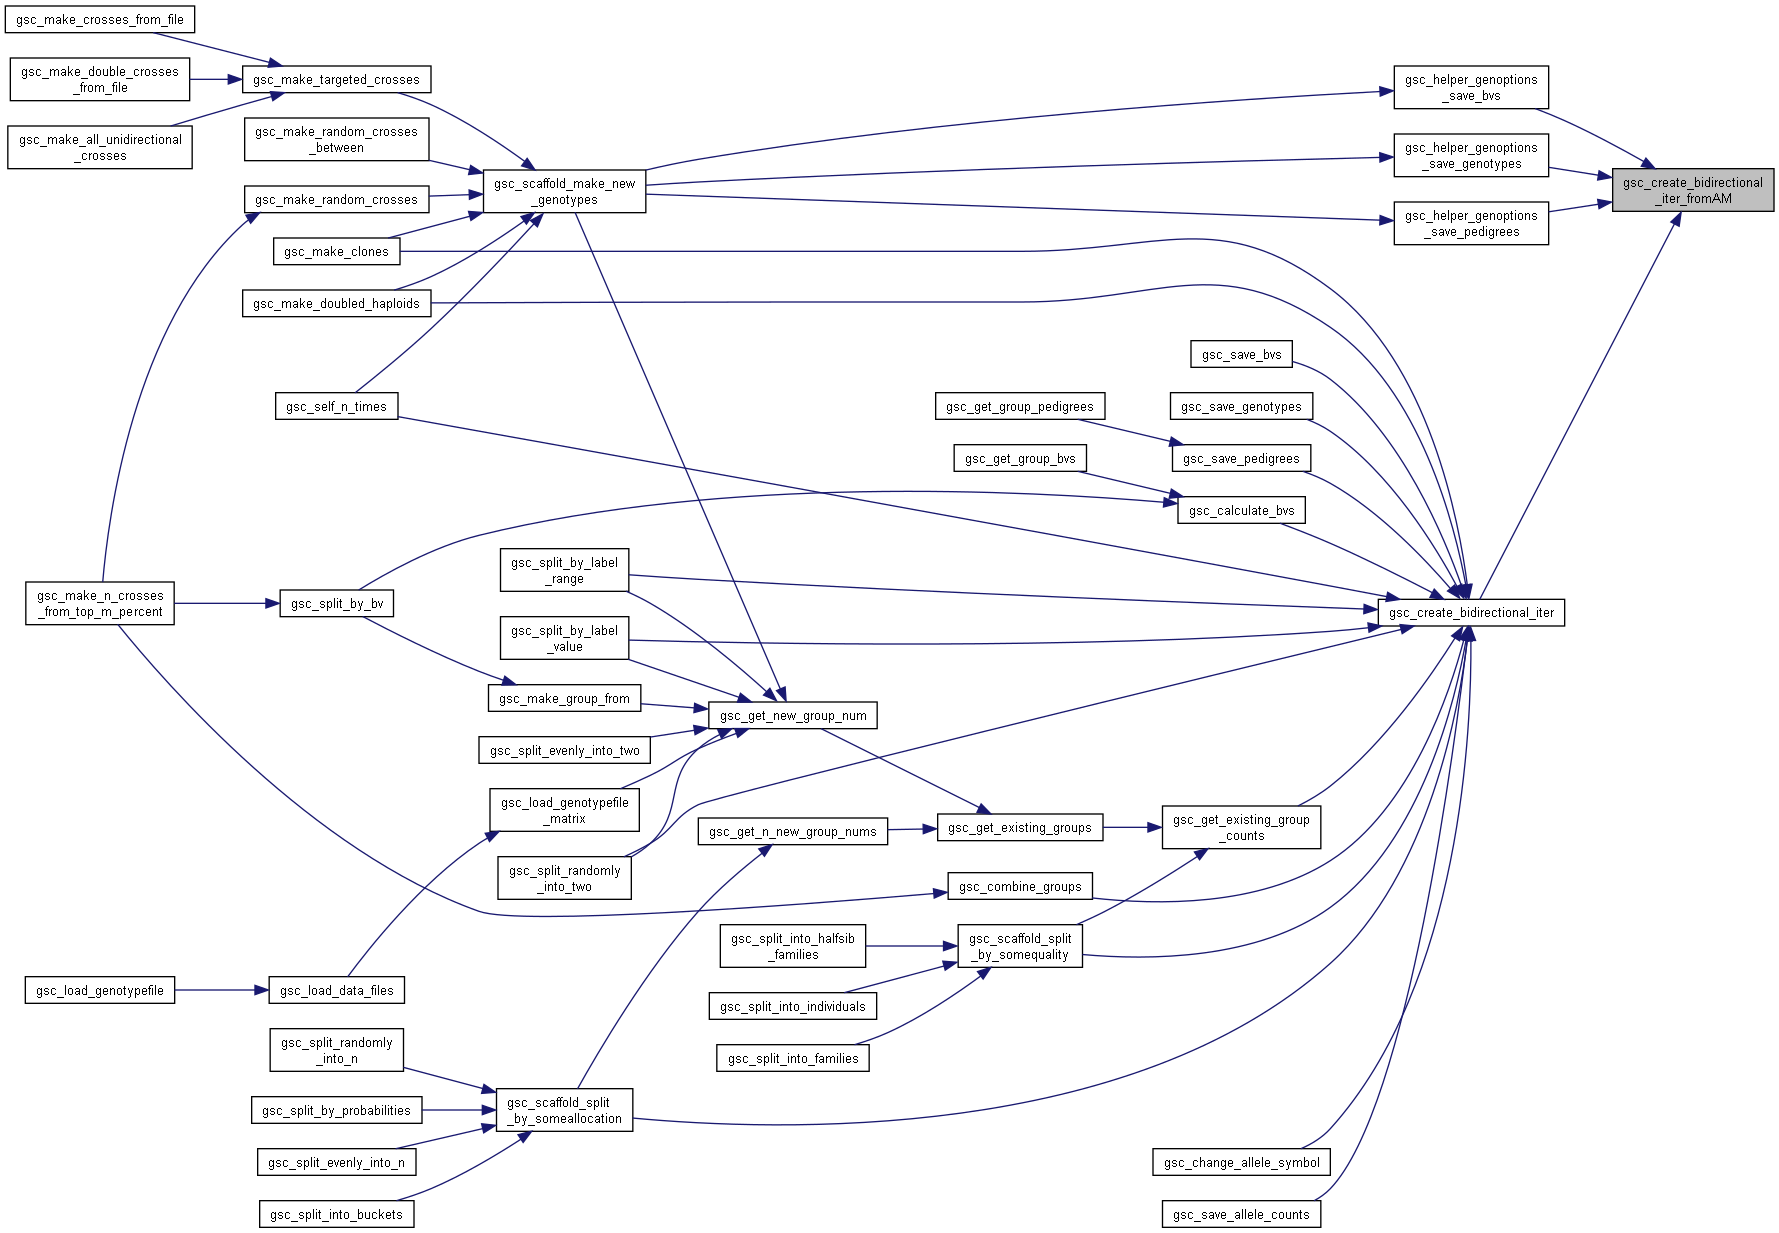 gsc_make_crosses_from_file
gsc_make_double_crosses
_from_file
gsc_make_all_unidirectional
_crosses
gsc_make_targeted_crosses
gsc_make_random_crosses
_between
gsc_make_random_crosses
gsc_make_clones
gsc_make_doubled_haploids
gsc_self_n_times
gsc_scaffold_make_new
_genotypes
gsc_helper_genoptions
_save_bvs
gsc_helper_genoptions
_save_genotypes
gsc_helper_genoptions
_save_pedigrees
gsc_create_bidirectional
_iter_fromAM
gsc_save_bvs
gsc_get_group_pedigrees
gsc_save_genotypes
gsc_get_group_bvs
gsc_save_pedigrees
gsc_calculate_bvs
gsc_split_by_label
_range
gsc_make_n_crosses
_from_top_m_percent
gsc_split_by_bv
gsc_create_bidirectional_iter
gsc_split_by_label
_value
gsc_make_group_from
gsc_get_new_group_num
gsc_split_evenly_into_two
gsc_load_genotypefile
_matrix
gsc_get_n_new_group_nums
gsc_get_existing_groups
gsc_get_existing_group
_counts
gsc_split_randomly
_into_two
gsc_combine_groups
gsc_split_into_halfsib
_families
gsc_scaffold_split
_by_somequality
gsc_split_into_individuals
gsc_split_into_families
gsc_load_genotypefile
gsc_load_data_files
gsc_split_randomly
_into_n
gsc_split_by_probabilities
gsc_scaffold_split
_by_someallocation
gsc_split_evenly_into_n
gsc_split_into_buckets
gsc_change_allele_symbol
gsc_save_allele_counts